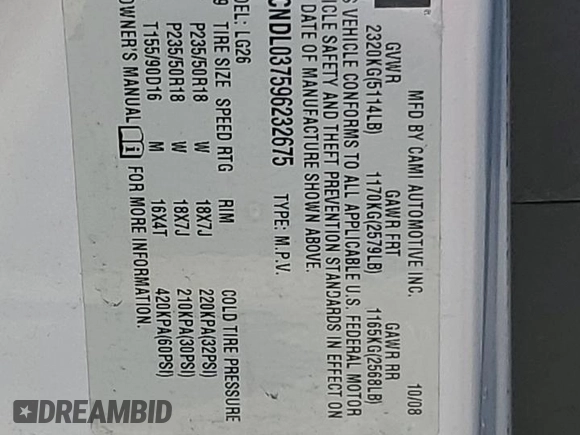 MFD BY CAMI AUTOMOTIVE INC. 10/08
GVWR GAWR FRT GAWR RR
2320KG(5114LB) 1170KG(2579LB) 1165KG(2568LB)
VEHICLE CONFORMS TO ALL APPLICABLE U.S. FEDERAL MOTOR
SAFETY AND THEFT PREVENTION STANDARDS IN EFFECT ON
DATE OF MANUFACTURE SHOWN ABOVE.
CNDL037596232675 TYPE: M.P.V.
DEL: LG26
9 TIRE SIZE SPEED RTG RIM COLD TIRE PRESSURE
P235/50R18 W 18X7J 220KPA(32PSI)
P235/50R18 W 18X7J 210KPA(30PSI)
T155/90D16 M 16X4T 420KPA(60PSI)
OWNER'S MANUAL FOR MORE INFORMATION.
DREAMBID